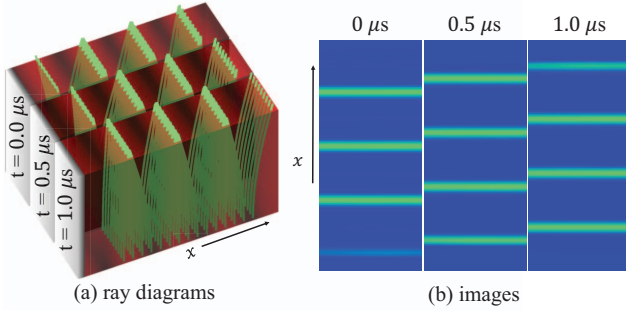 t = 0.0 μs
t = 0.5 μs
t = 1.0 μs
x
(a) ray diagrams
0 μs
0.5 μs
1.0 μs
x
(b) images